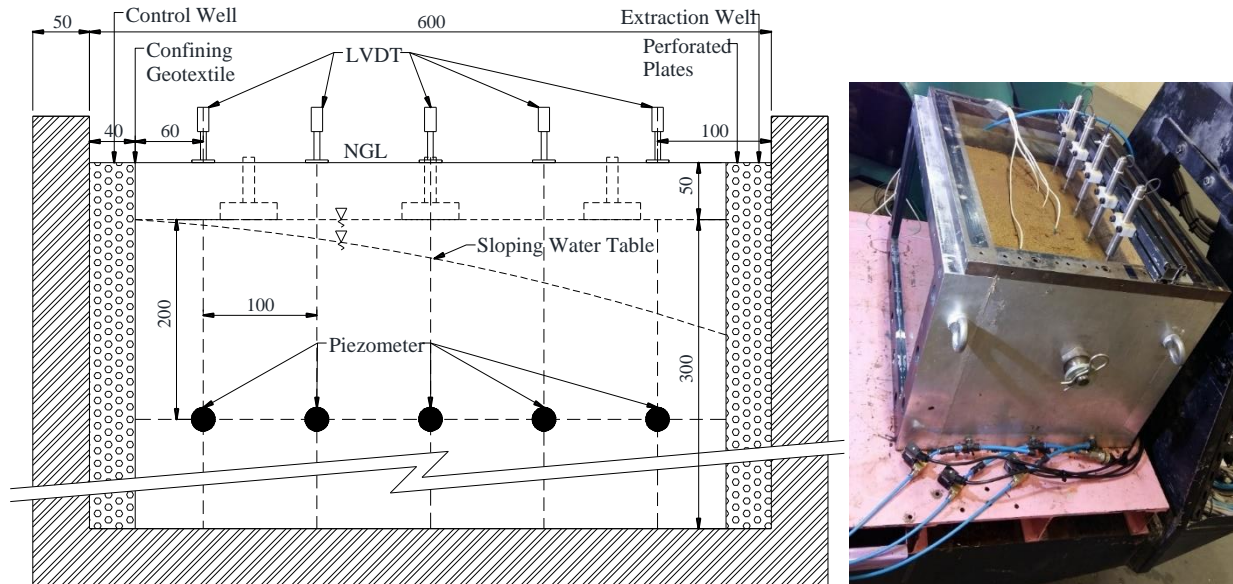 50
600
Control Well
Extraction Well
Confining
Geotextile
LVDT
Perforated
Plates
40
60
100
NGL
50
Sloping Water Table
200
100
Piezometer
300